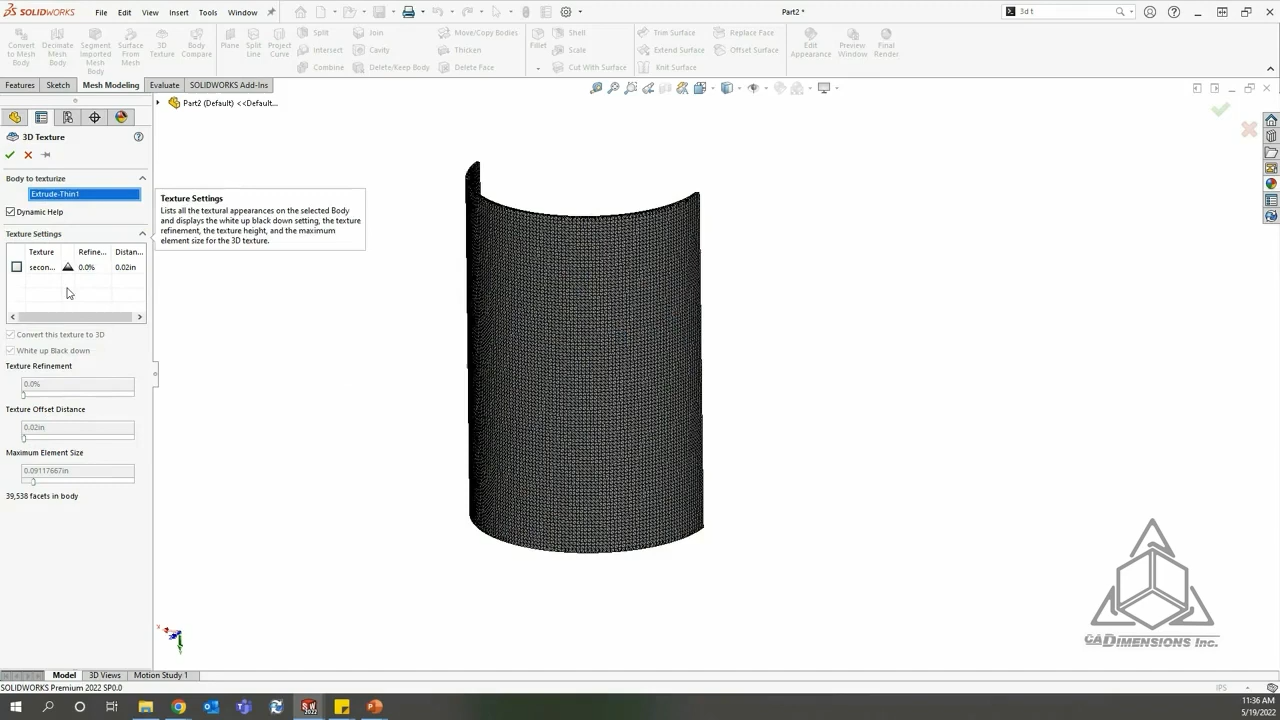 SOLIDWORKS File Edit View Insert Tools Window Part2 * 3d t
Convert to Mesh Body
Decimate Mesh Body
Segment Imported Mesh Body
Surface From Mesh
3D Texture
Body Compare
Plane
Split Line
Project Curve
Split
Intersect
Combine
Join
Cavity
Delete/Keep Body
Move/Copy Bodies
Thicken
Delete Face
Fillet
Shell
Scale
Cut With Surface
Trim Surface
Extend Surface
Knit Surface
Replace Face
Offset Surface
Edit Appearance
Preview Window
Final Render
Features Sketch Mesh Modeling Evaluate SOLIDWORKS Add-Ins
Part2 (Default) <<Default...
3D Texture
Body to texturize
Extrude-Thin1
Dynamic Help
Texture Settings
Texture Refine... Distan...
secon... 0.0% 0.02in
Convert this texture to 3D
White up Black down
Texture Refinement
0.0%
Texture Offset Distance
0.02in
Maximum Element Size
0.09117667in
39,538 facets in body
Texture Settings
Lists all the textural appearances on the selected Body
and displays the white up black down setting, the texture
refinement, the texture height, and the maximum
element size for the 3D texture.
CADIMENSIONS Inc.
Model 3D Views Motion Study 1
SOLIDWORKS Premium 2022 SP0.0
IPS
11:36 AM
5/19/2022